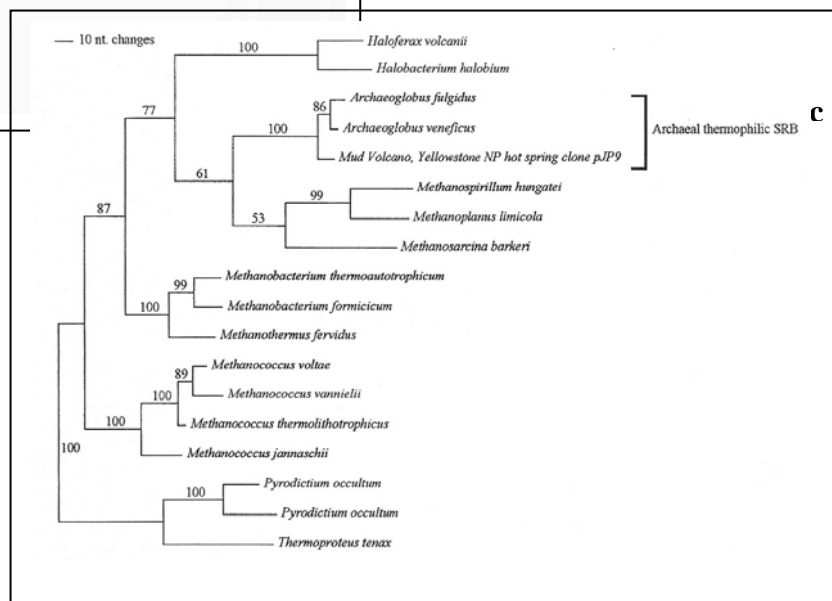 10 nt. changes
100
Haloferax volcanii
Halobacterium halobium
77
86
Archaeoglobus fulgidus
100
Archaeoglobus veneficus
Mud Volcano, Yellowstone NP hot spring clone pJP9
Archaeal thermophilic SRB
c
61
99
Methanospirillum hungatei
53
Methanoplanus limicola
Methanosarcina barkeri
87
99
Methanobacterium thermoautotrophicum
100
Methanobacterium formicicum
Methanothermus fervidus
89
Methanococcus voltae
100
Methanococcus vannielii
100
Methanococcus thermolithotrophicus
Methanococcus jannaschii
100
100
Pyrodictium occultum
Pyrodictium occultum
Thermoproteus tenax